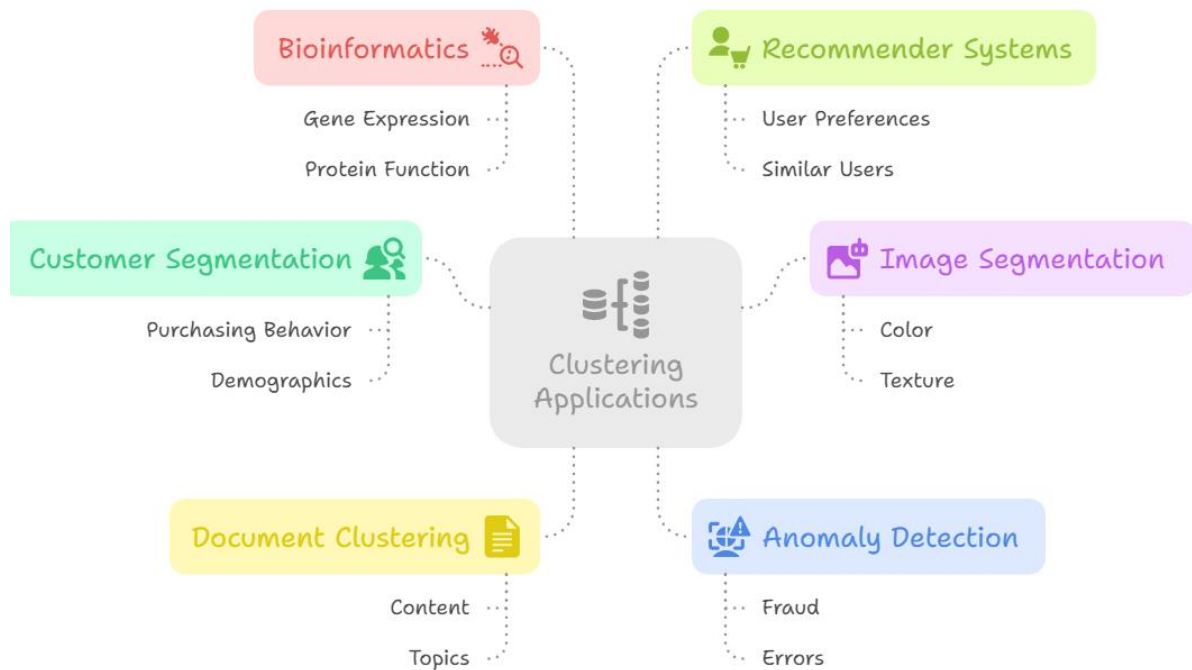 Bioinformatics
Gene Expression
Protein Function
Recommender Systems
User Preferences
Similar Users
Customer Segmentation
Purchasing Behavior
Demographics
Clustering
Applications
Image Segmentation
Color
Texture
Document Clustering
Content
Topics
Anomaly Detection
Fraud
Errors